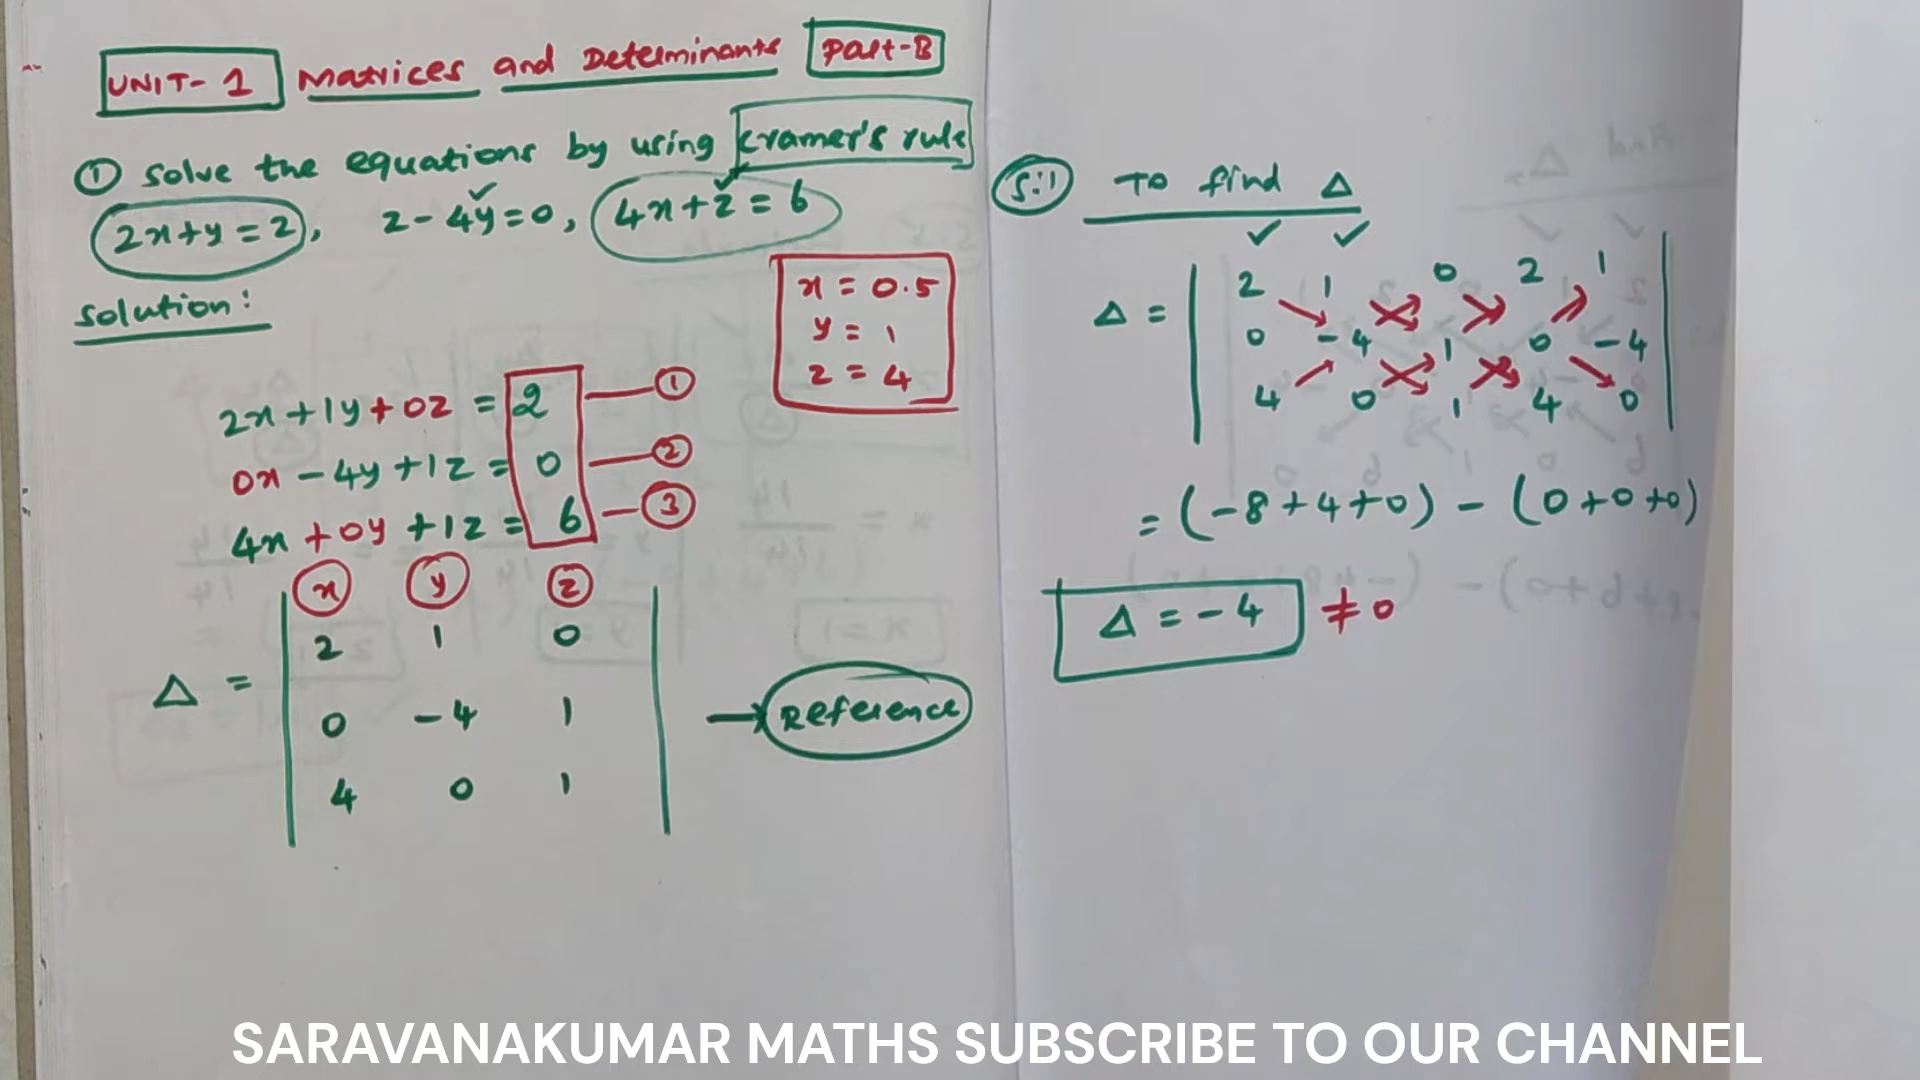 UNIT- 1 Matrices and Determinants Part-B
① Solve the equations by using cramer's rule
2x+y=2, z-4y=0, 4x+z=6
Solution:
x = 0.5
y = 1
z = 4
2x+1y+0z = 2 — ①
0x-4y+1z = 0 — ②
4x+0y+1z = 6 — ③
x y z
2 1 0
Δ = 0 -4 1 → Reference
4 0 1
S:1 To find Δ
2 1 0 2 1
Δ = 0 -4 1 0 -4
4 0 1 4 0
= (-8+4+0) - (0+0+0)
Δ = -4 ≠ 0
SARAVANAKUMAR MATHS SUBSCRIBE TO OUR CHANNEL